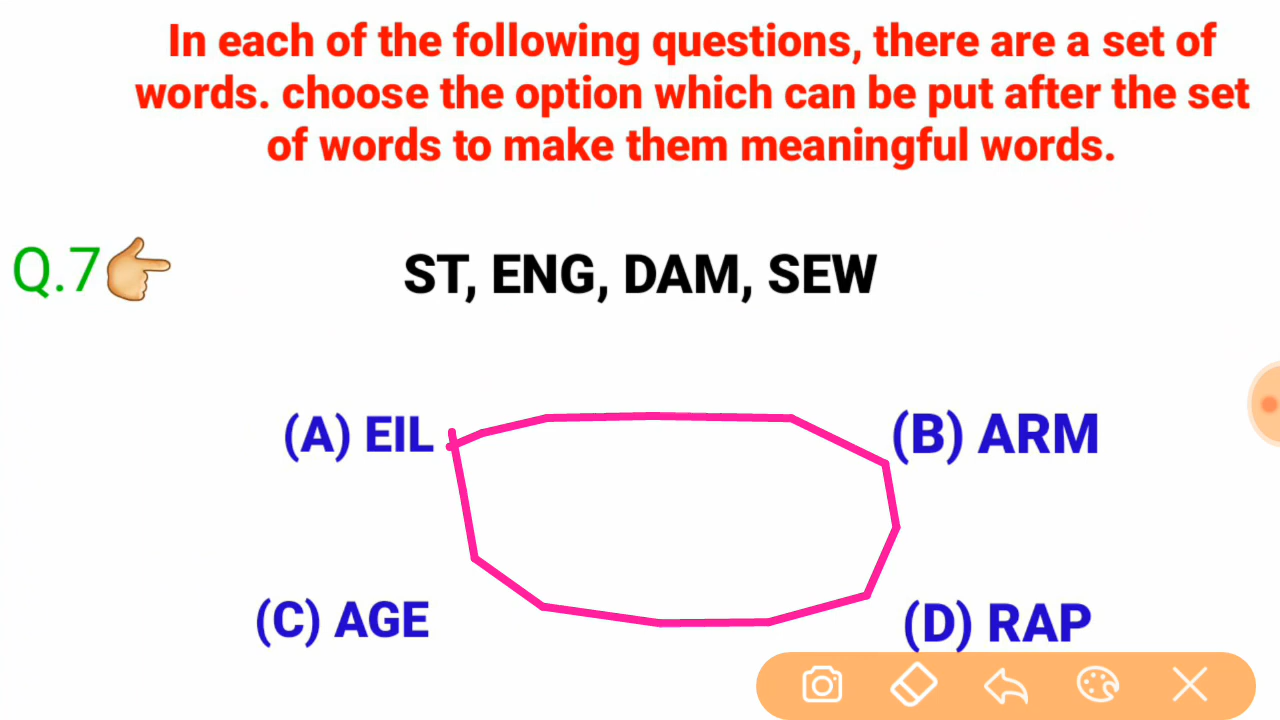 In each of the following questions, there are a set of
words. choose the option which can be put after the set
of words to make them meaningful words.
Q.7 ST, ENG, DAM, SEW
(A) EIL (B) ARM
(C) AGE (D) RAP